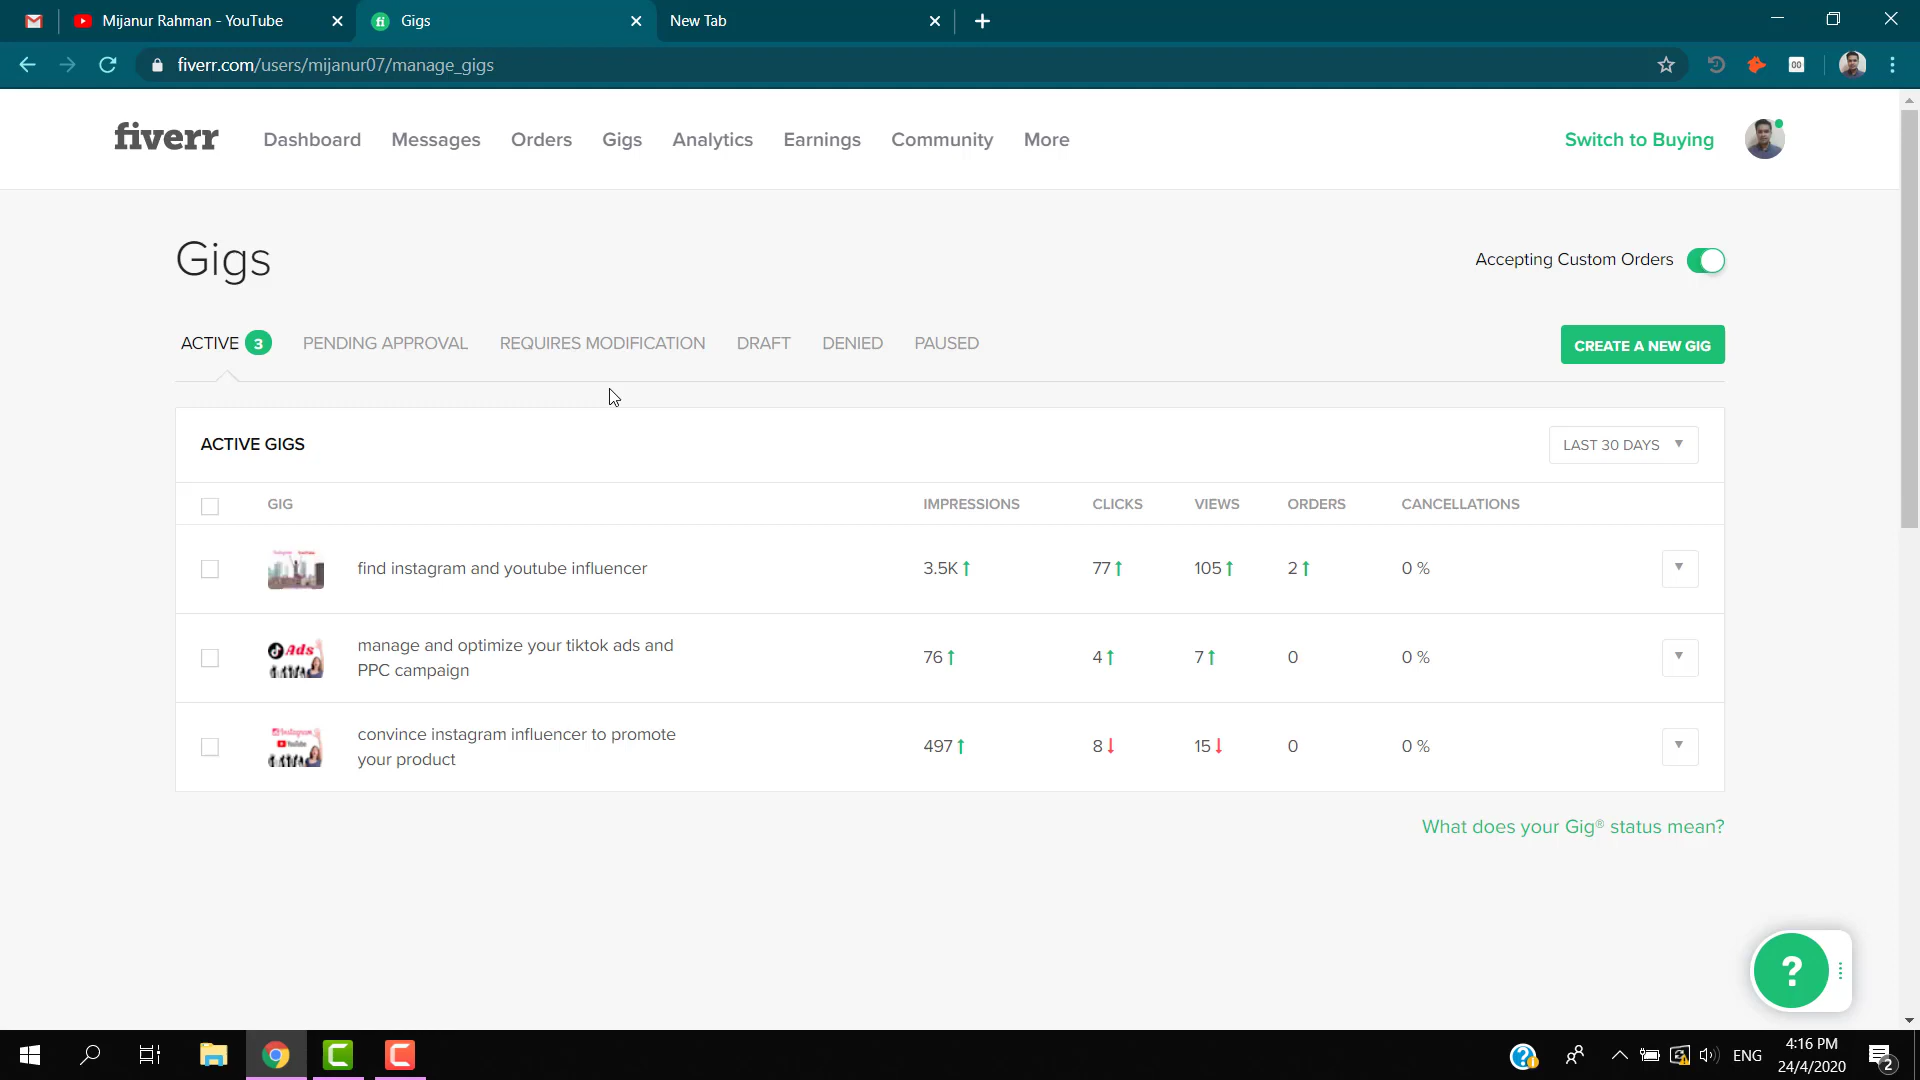 Mijanur Rahman - YouTube
Gigs
New Tab
fiverr.com/users/mijanur07/manage_gigs
fiverr
Dashboard
Messages
Orders
Gigs
Analytics
Earnings
Community
More
Switch to Buying
Gigs
Accepting Custom Orders
ACTIVE 3
PENDING APPROVAL
REQUIRES MODIFICATION
DRAFT
DENIED
PAUSED
CREATE A NEW GIG
ACTIVE GIGS
LAST 30 DAYS
GIG
IMPRESSIONS
CLICKS
VIEWS
ORDERS
CANCELLATIONS
find instagram and youtube influencer
3.5K
77
105
2
0 %
Ads
manage and optimize your tiktok ads and
PPC campaign
76
4
7
0
0 %
Instagram
YouTube
convince instagram influencer to promote
your product
497
8
15
0
0 %
What does your Gig® status mean?
?
ENG
4:16 PM
24/4/2020
2